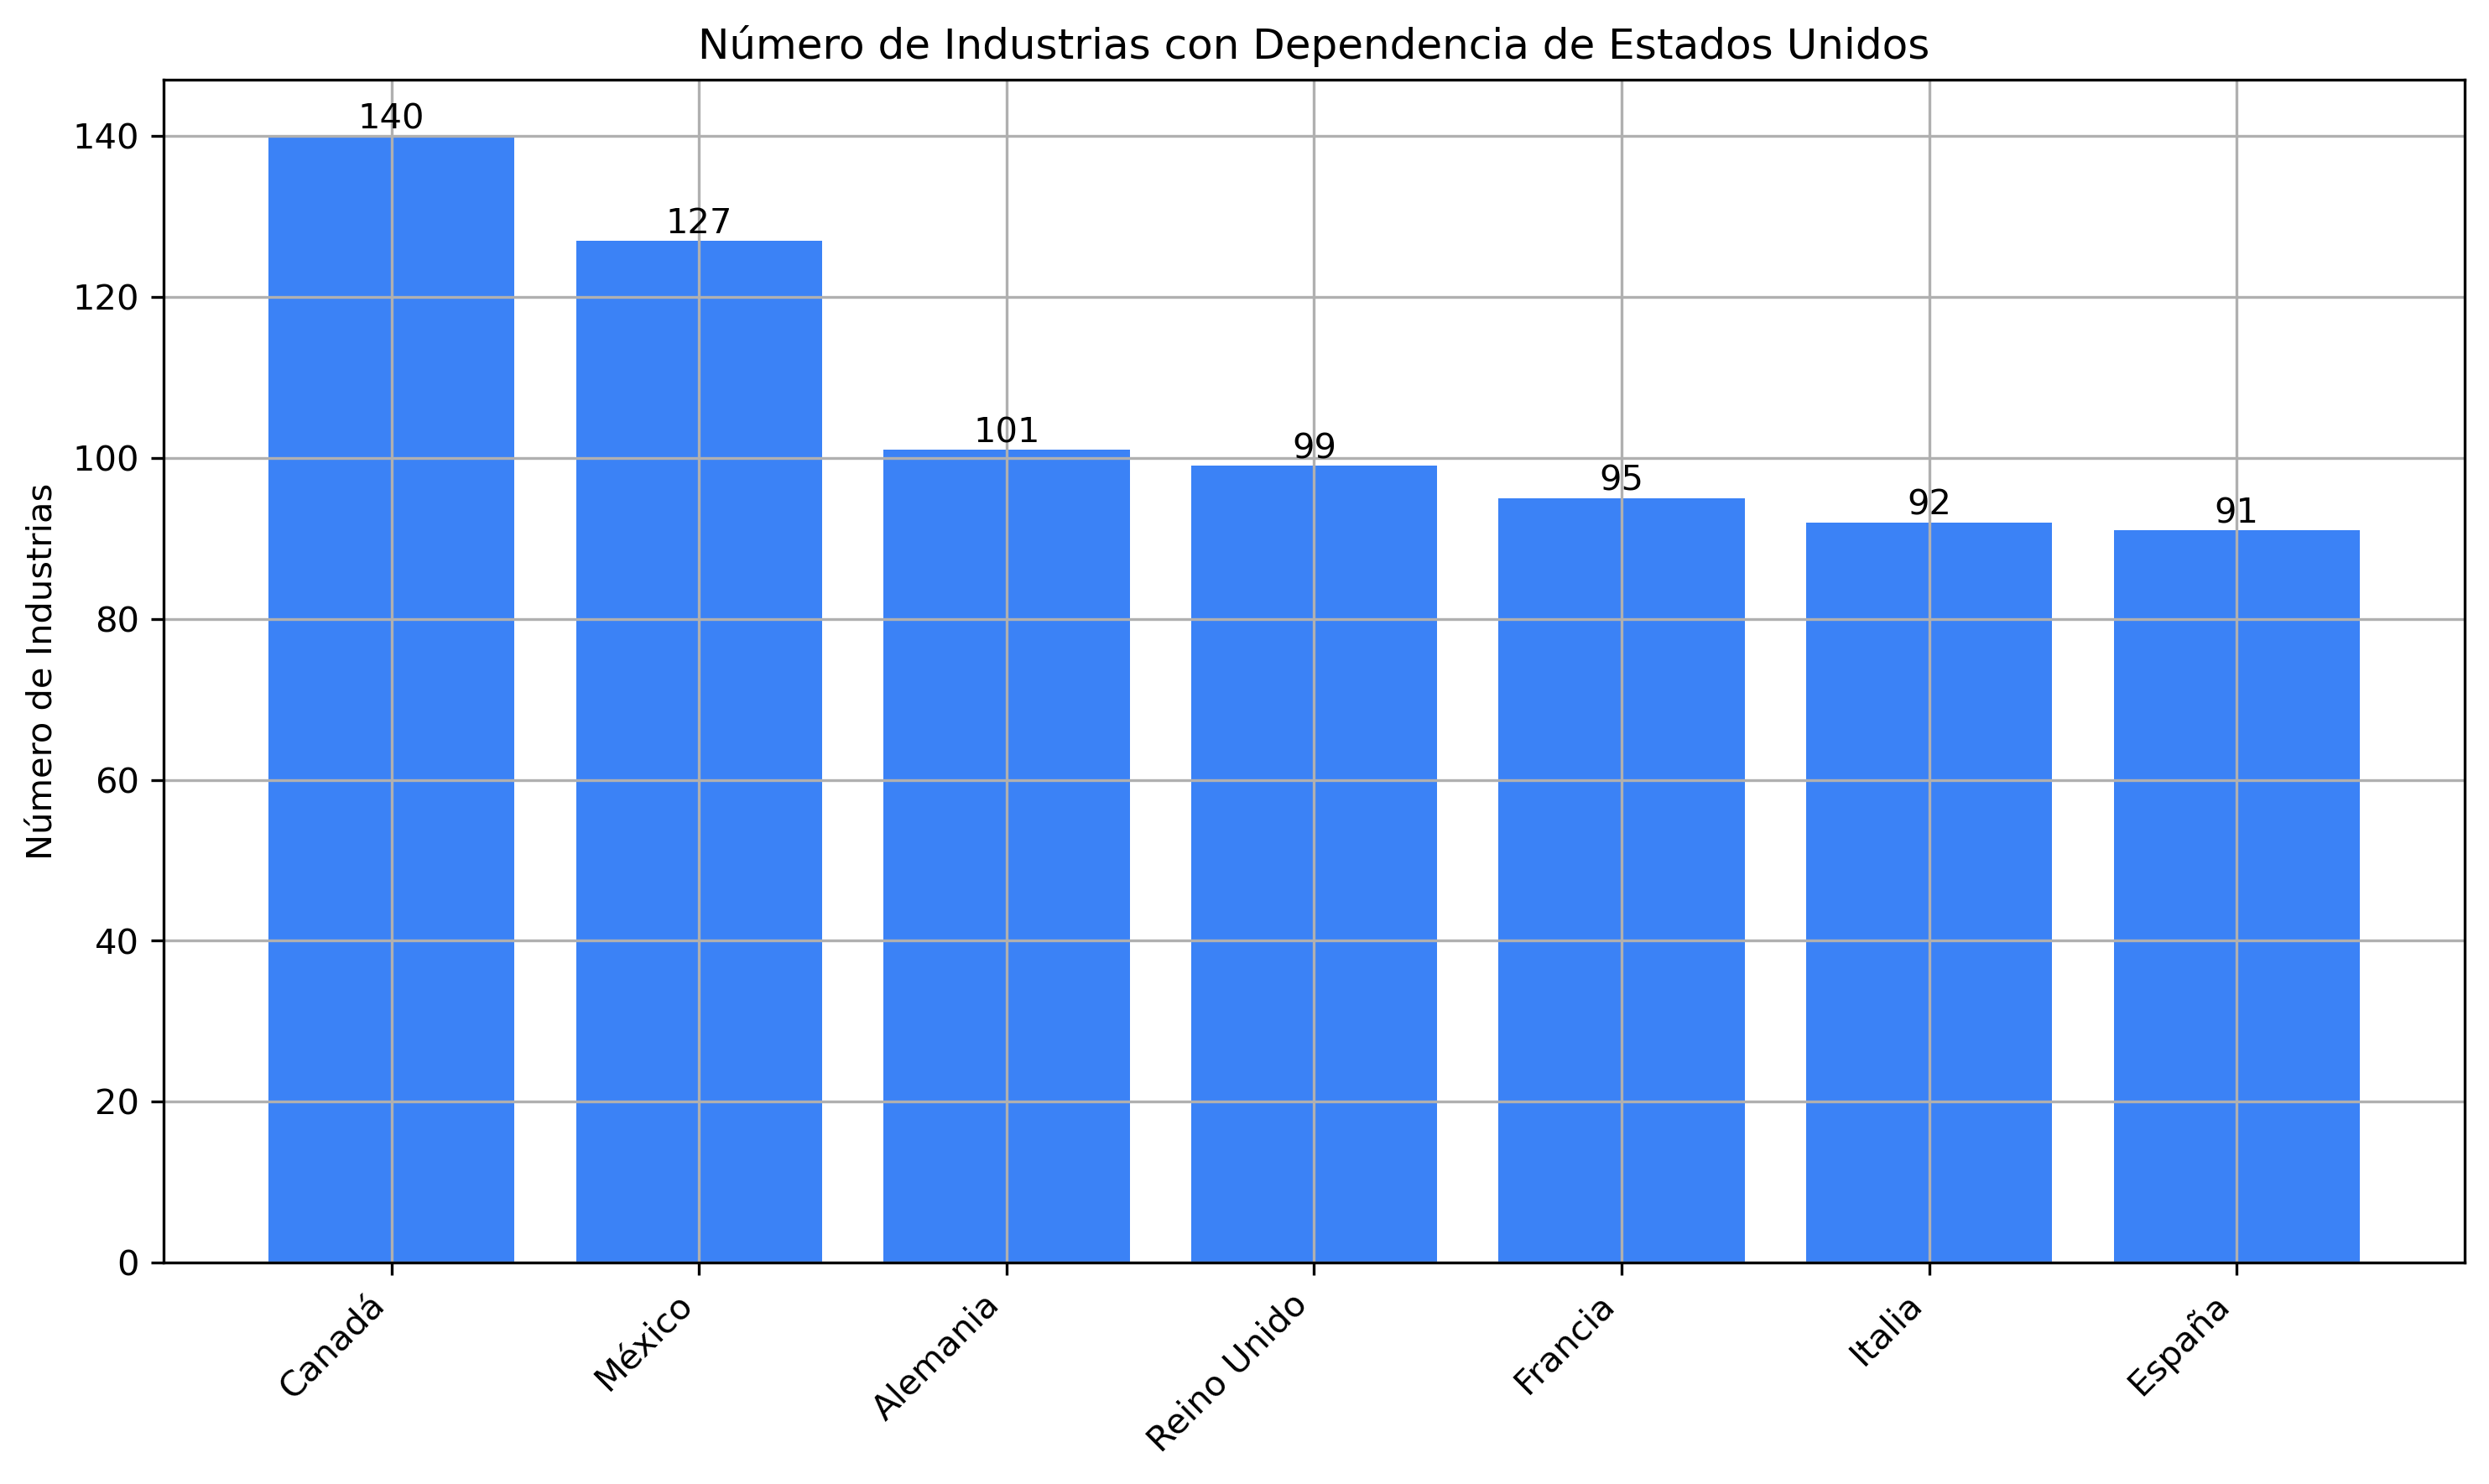 Número de Industrias con Dependencia de Estados Unidos
Número de Industrias
140
120
100
80
60
40
20
0
140
127
101
99
95
92
91
Canadá
México
Alemania
Reino Unido
Francia
Italia
España